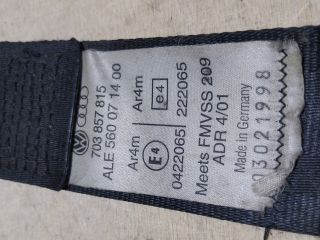 703 857 815
ALE 560 07 14 00
Ar4m Ar4m
E4 e4
0422065 222065
Meets FMVSS 209
ADR 4/01
Made in Germany
03021998